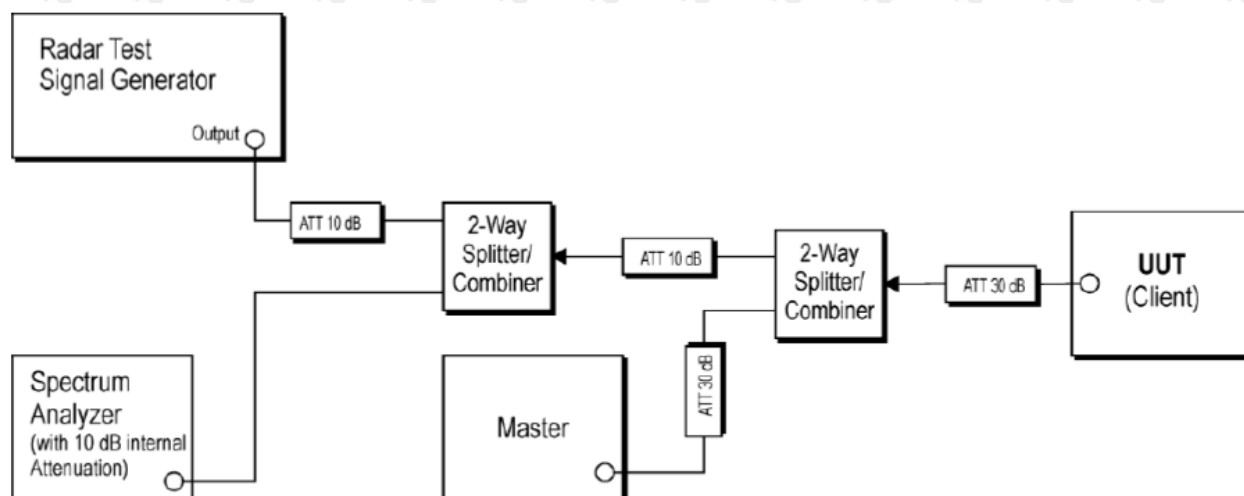 Radar Test
Signal Generator
Output
ATT 10 dB
2-Way
Splitter/
Combiner
ATT 10 dB
2-Way
Splitter/
Combiner
ATT 30 dB
UUT
(Client)
Spectrum
Analyzer
(with 10 dB internal
Attenuation)
Master
ATT 30 dB